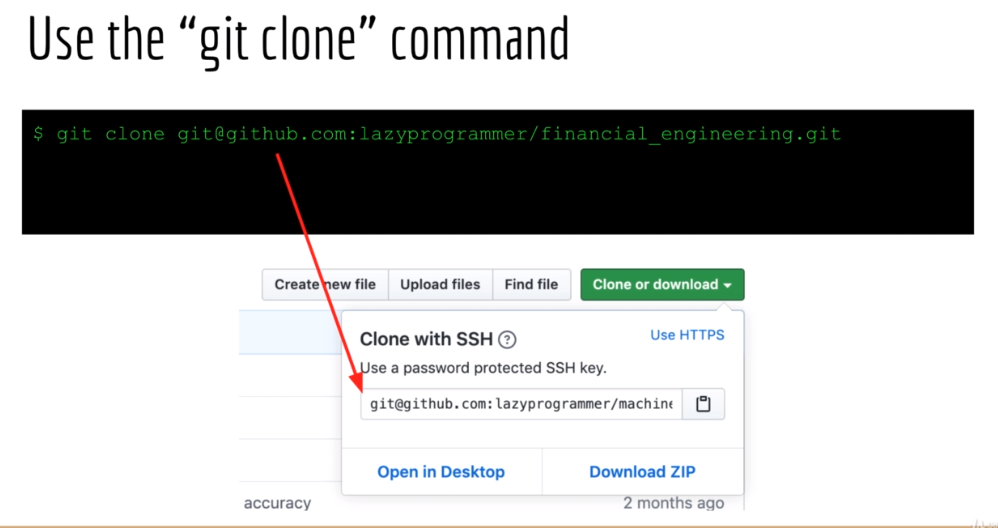 Use the “git clone” command
$ git clone git@github.com:lazyprogrammer/financial_engineering.git
Create new file Upload files Find file Clone or download
Clone with SSH ? Use HTTPS
Use a password protected SSH key.
git@github.com:lazyprogrammer/machine
Open in Desktop Download ZIP
accuracy 2 months ago